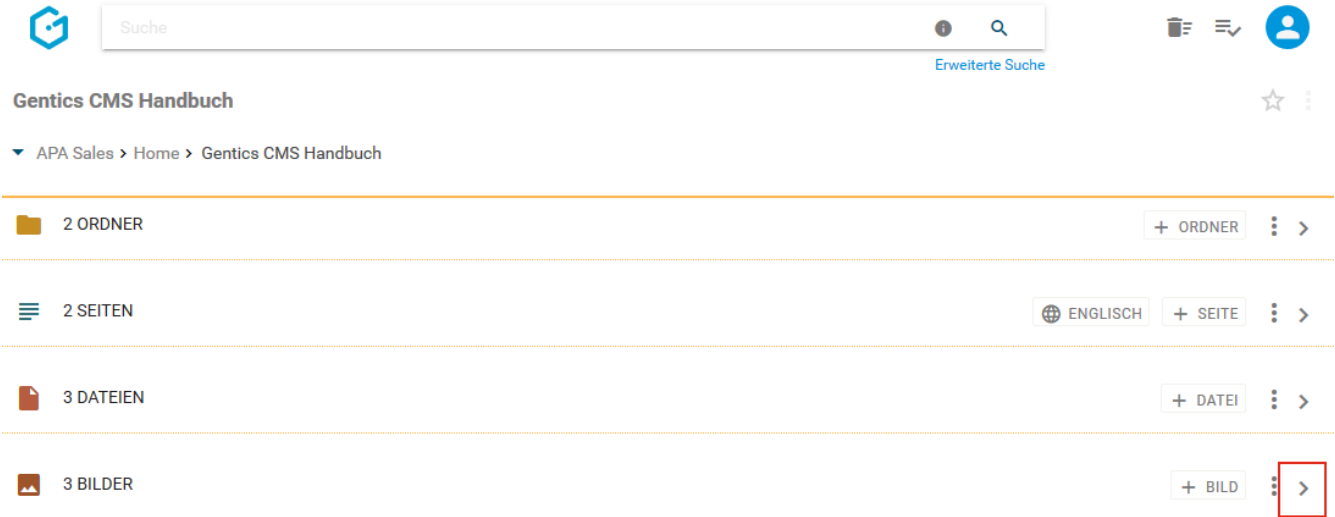 Suche
Erweiterte Suche
Gentics CMS Handbuch
APA Sales > Home > Gentics CMS Handbuch
2 ORDNER + ORDNER
2 SEITEN ENGLISCH + SEITE
3 DATEIEN + DATEI
3 BILDER + BILD